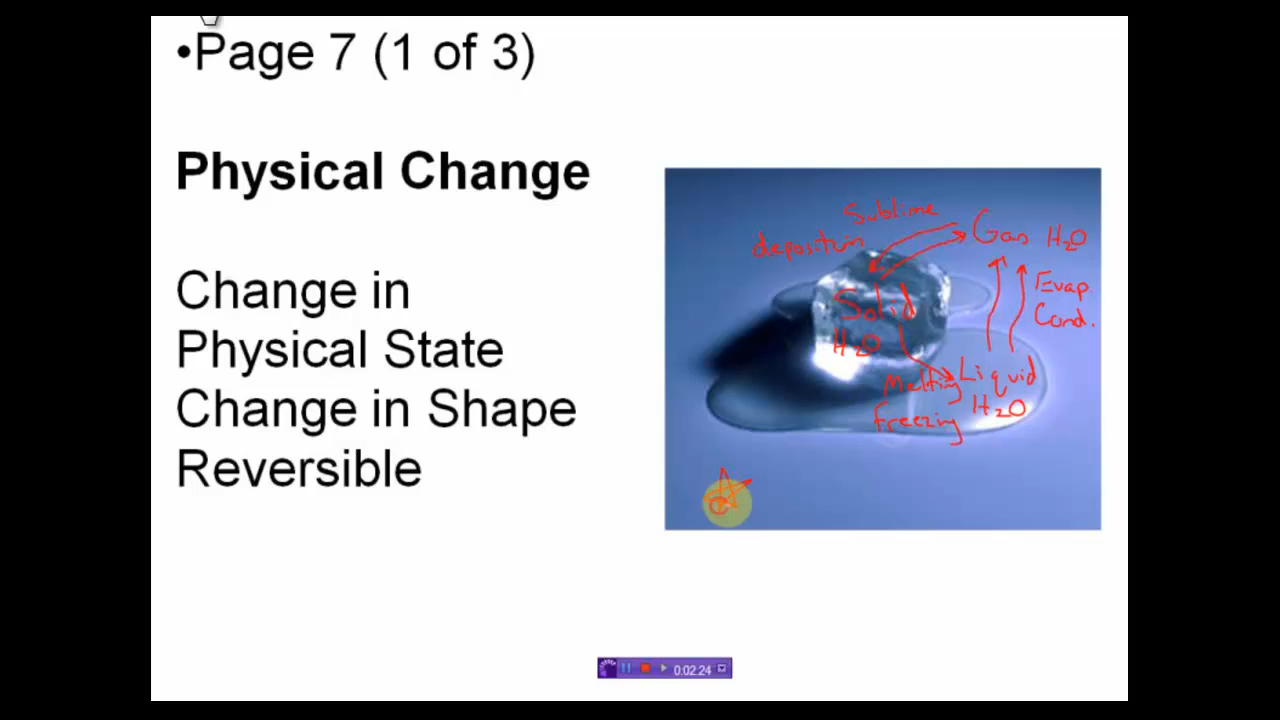 •Page 7 (1 of 3)
Physical Change
Change in
Physical State
Change in Shape
Reversible
Sublime
deposition
Gas H2O
Solid
H2O
Evap.
Cond.
Melting
freezing
Liquid
H2O
0:02.24